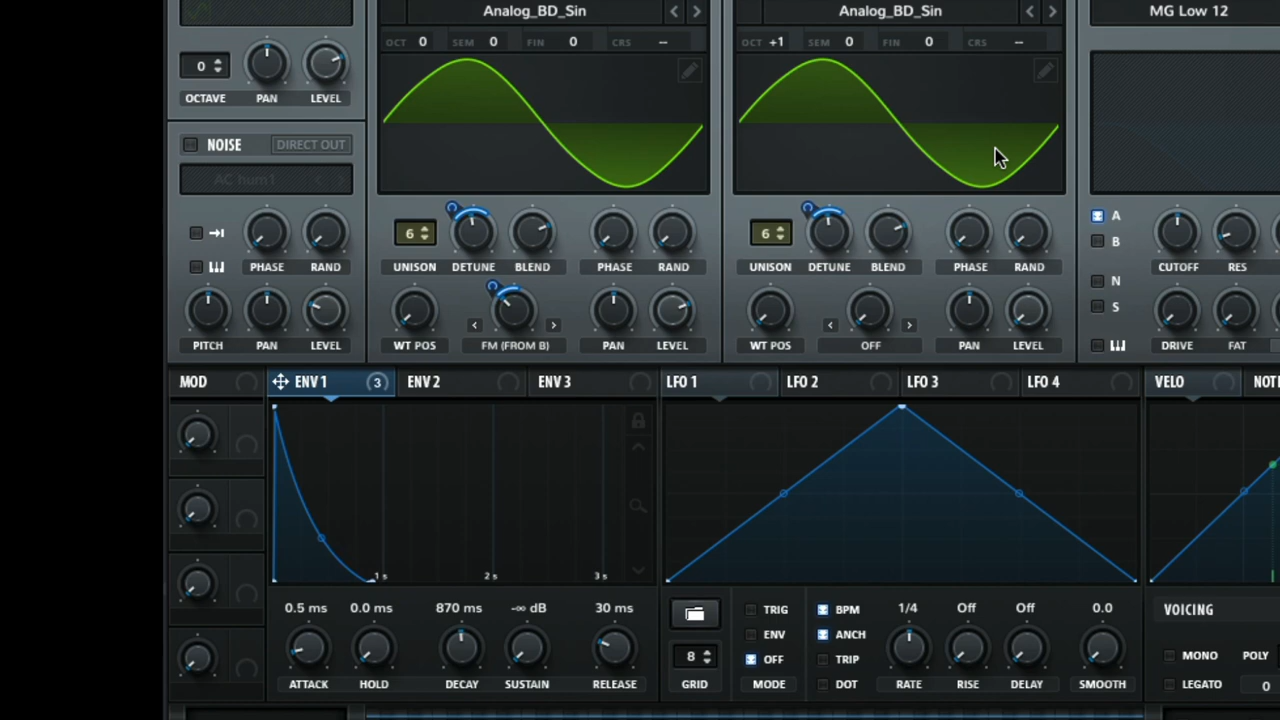 Analog_BD_Sin
Analog_BD_Sin
MG Low 12
OCT 0 SEM 0 FIN 0 CRS --
OCT +1 SEM 0 FIN 0 CRS --
0
OCTAVE PAN LEVEL
NOISE DIRECT OUT
AC hum1
A
B
6
6
PHASE RAND
UNISON DETUNE BLEND PHASE RAND
UNISON DETUNE BLEND PHASE RAND
CUTOFF RES
N
S
PITCH PAN LEVEL
WT POS FM (FROM B) PAN LEVEL
WT POS OFF PAN LEVEL
DRIVE FAT
MOD ENV 1 3 ENV 2 ENV 3 LFO 1 LFO 2 LFO 3 LFO 4 VELO
1 s 2 s 3 s
0.5 ms 0.0 ms 870 ms -∞ dB 30 ms
TRIG BPM 1/4 Off Off 0.0
VOICING
ENV ANCH
8 OFF TRIP
MONO POLY
ATTACK HOLD DECAY SUSTAIN RELEASE
GRID MODE DOT RATE RISE DELAY SMOOTH
LEGATO 0